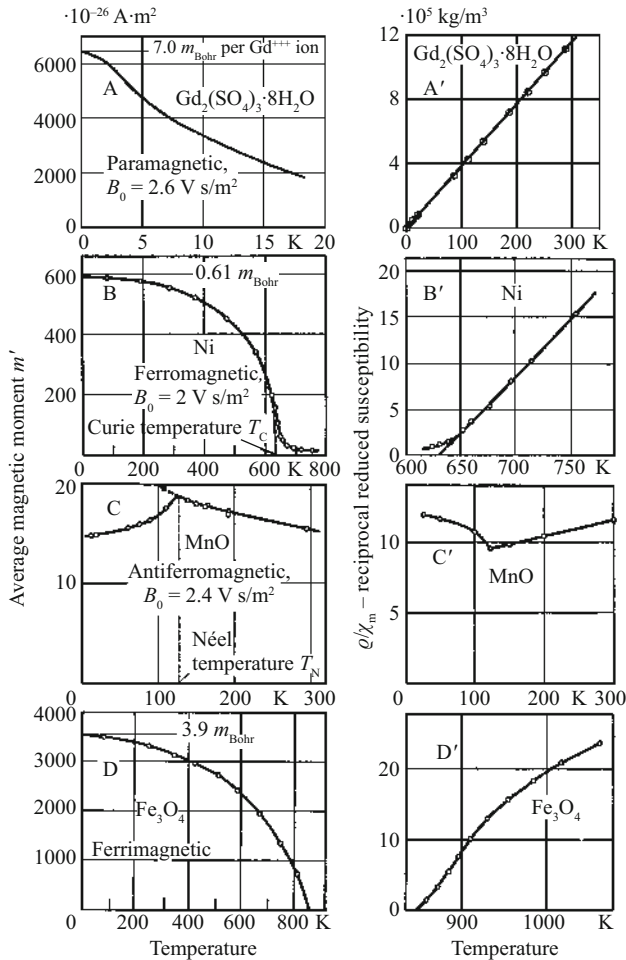 ·10⁻²⁶ A·m²
6000
4000
2000
0
7.0 m_Bohr per Gd⁺⁺⁺ ion
A
Gd₂(SO₄)₃·8H₂O
Paramagnetic,
B₀ = 2.6 V s/m²
0 5 10 15 K 20
·10⁵ kg/m³
12
8
4
0
Gd₂(SO₄)₃·8H₂O
A′
0 100 200 300 K
600
400
200
0.61 m_Bohr
B
Ni
Ferromagnetic,
B₀ = 2 V s/m²
Curie temperature T_C
0 200 400 600 K 800
20
15
10
5
0
B′ Ni
600 650 700 750 K
20
10
C
MnO
Antiferromagnetic,
B₀ = 2.4 V s/m²
Néel
temperature T_N
0 100 200 K 300
10
5
C′
MnO
0 100 200 K 300
4000
3000
2000
1000
0
3.9 m_Bohr
D
Fe₃O₄
Ferrimagnetic
0 200 400 600 800 K
20
10
0
D′
Fe₃O₄
900 1000 K
Average magnetic moment m′
ϱ/χ_m – reciprocal reduced susceptibility
Temperature
Temperature